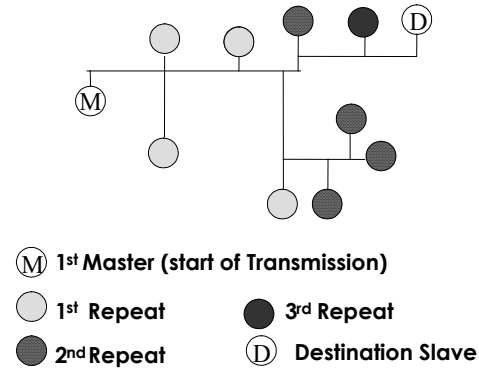 D
M
M 1st Master (start of Transmission)
1st Repeat
3rd Repeat
2nd Repeat
D Destination Slave